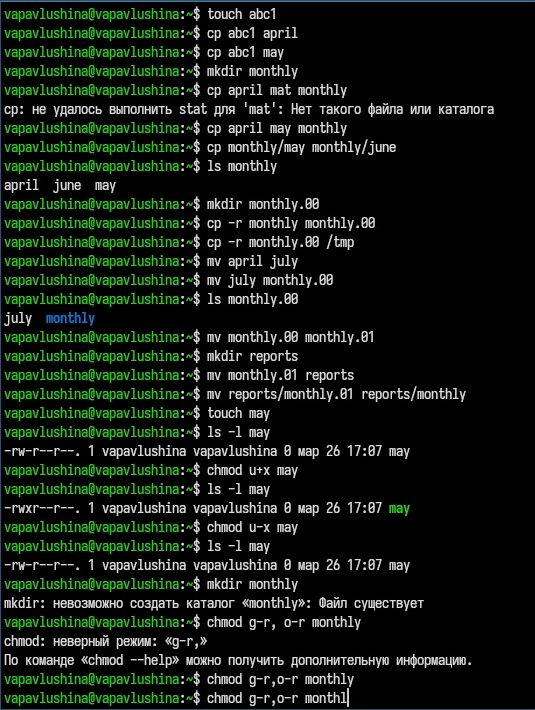 vapavlushina@vapavlushina:~$ touch abc1
vapavlushina@vapavlushina:~$ cp abc1 april
vapavlushina@vapavlushina:~$ cp abc1 may
vapavlushina@vapavlushina:~$ mkdir monthly
vapavlushina@vapavlushina:~$ cp april mat monthly
cp: не удалось выполнить stat для 'mat': Нет такого файла или каталога
vapavlushina@vapavlushina:~$ cp april may monthly
vapavlushina@vapavlushina:~$ cp monthly/may monthly/june
vapavlushina@vapavlushina:~$ ls monthly
april  june  may
vapavlushina@vapavlushina:~$ mkdir monthly.00
vapavlushina@vapavlushina:~$ cp -r monthly monthly.00
vapavlushina@vapavlushina:~$ cp -r monthly.00 /tmp
vapavlushina@vapavlushina:~$ mv april july
vapavlushina@vapavlushina:~$ mv july monthly.00
vapavlushina@vapavlushina:~$ ls monthly.00
july  monthly
vapavlushina@vapavlushina:~$ mv monthly.00 monthly.01
vapavlushina@vapavlushina:~$ mkdir reports
vapavlushina@vapavlushina:~$ mv monthly.01 reports
vapavlushina@vapavlushina:~$ mv reports/monthly.01 reports/monthly
vapavlushina@vapavlushina:~$ touch may
vapavlushina@vapavlushina:~$ ls -l may
-rw-r--r--. 1 vapavlushina vapavlushina 0 мар 26 17:07 may
vapavlushina@vapavlushina:~$ chmod u+x may
vapavlushina@vapavlushina:~$ ls -l may
-rwxr--r--. 1 vapavlushina vapavlushina 0 мар 26 17:07 may
vapavlushina@vapavlushina:~$ chmod u-x may
vapavlushina@vapavlushina:~$ ls -l may
-rw-r--r--. 1 vapavlushina vapavlushina 0 мар 26 17:07 may
vapavlushina@vapavlushina:~$ mkdir monthly
mkdir: невозможно создать каталог «monthly»: Файл существует
vapavlushina@vapavlushina:~$ chmod g-r, o-r monthly
chmod: неверный режим: «g-r,»
По команде «chmod --help» можно получить дополнительную информацию.
vapavlushina@vapavlushina:~$ chmod g-r,o-r monthly
vapavlushina@vapavlushina:~$ chmod g-r,o-r monthl